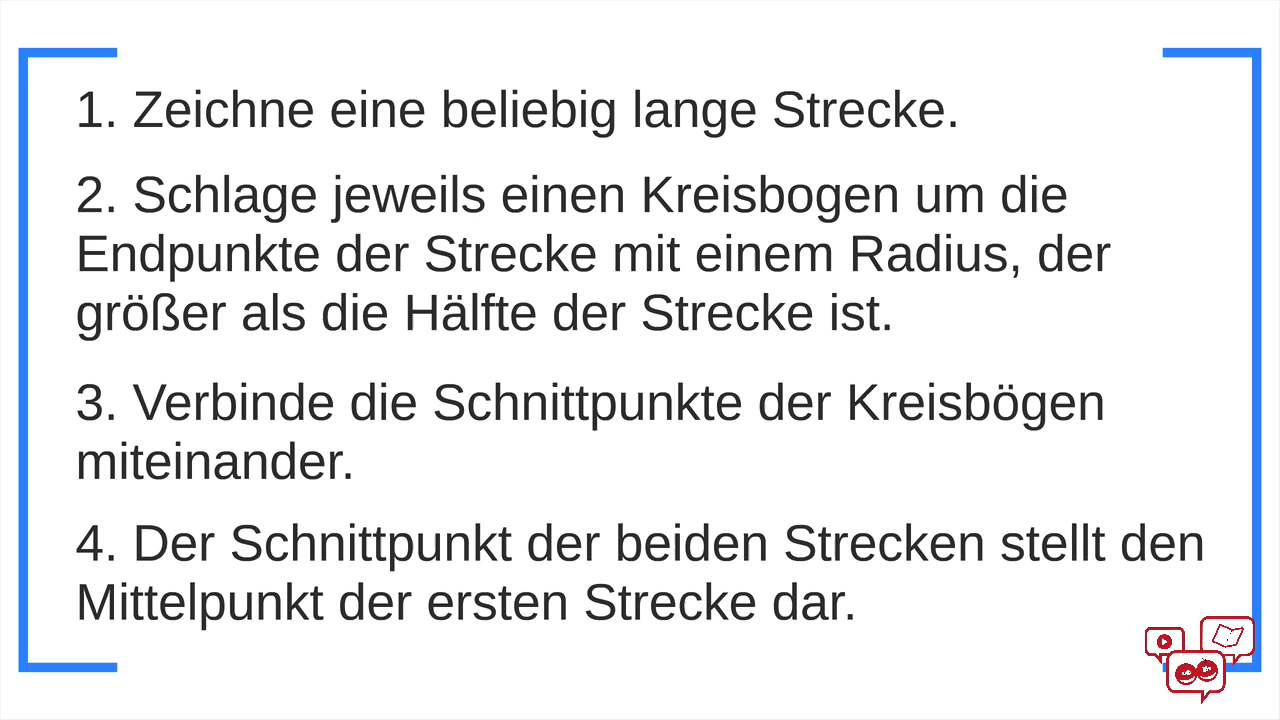 1. Zeichne eine beliebig lange Strecke.
2. Schlage jeweils einen Kreisbogen um die
Endpunkte der Strecke mit einem Radius, der
größer als die Hälfte der Strecke ist.
3. Verbinde die Schnittpunkte der Kreisbögen
miteinander.
4. Der Schnittpunkt der beiden Strecken stellt den
Mittelpunkt der ersten Strecke dar.